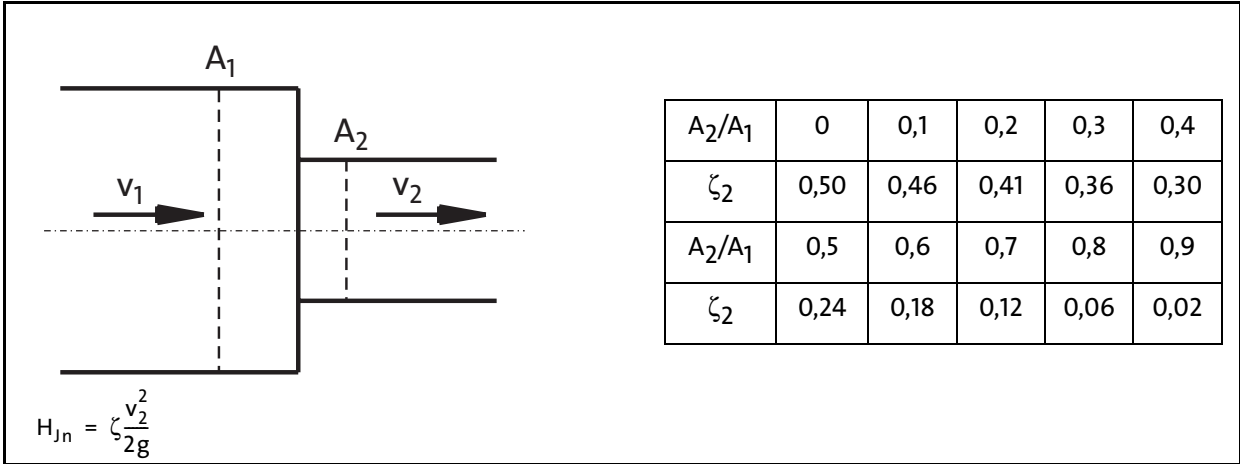 A₁
A₂
v₁
v₂
H_Jn = ζ v₂²/2g
A₂/A₁ 0 0,1 0,2 0,3 0,4
ζ₂ 0,50 0,46 0,41 0,36 0,30
A₂/A₁ 0,5 0,6 0,7 0,8 0,9
ζ₂ 0,24 0,18 0,12 0,06 0,02